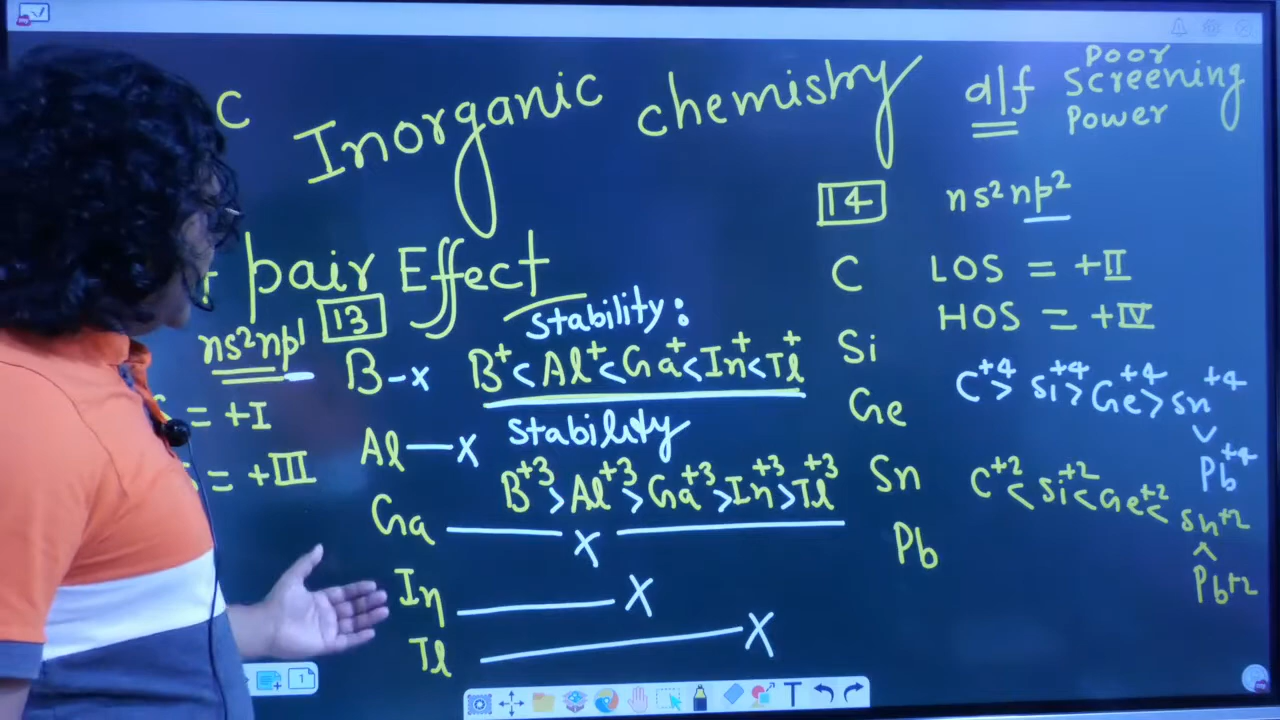 C Inorganic chemistry
d/f Poor
Screening
Power
pair Effect
13
ns²np¹
= +I
= +III
B - x
Al — x
Ga — x —
In — x
Tl — x
stability:
B⁺ < Al⁺ < Ga⁺ < In⁺ < Tl⁺
stability
B⁺³ > Al⁺³ > Ga⁺³ > In⁺³ > Tl⁺³
14 ns²np²
C LOS = +II
HOS = +IV
Si
Ge
Sn
Pb
C⁺⁴ > Si⁺⁴ > Ge⁺⁴ > Sn⁺⁴
v
Pb⁺⁴
C⁺² < Si⁺² < Ge⁺² < Sn⁺²
^
Pb⁺²
1
T